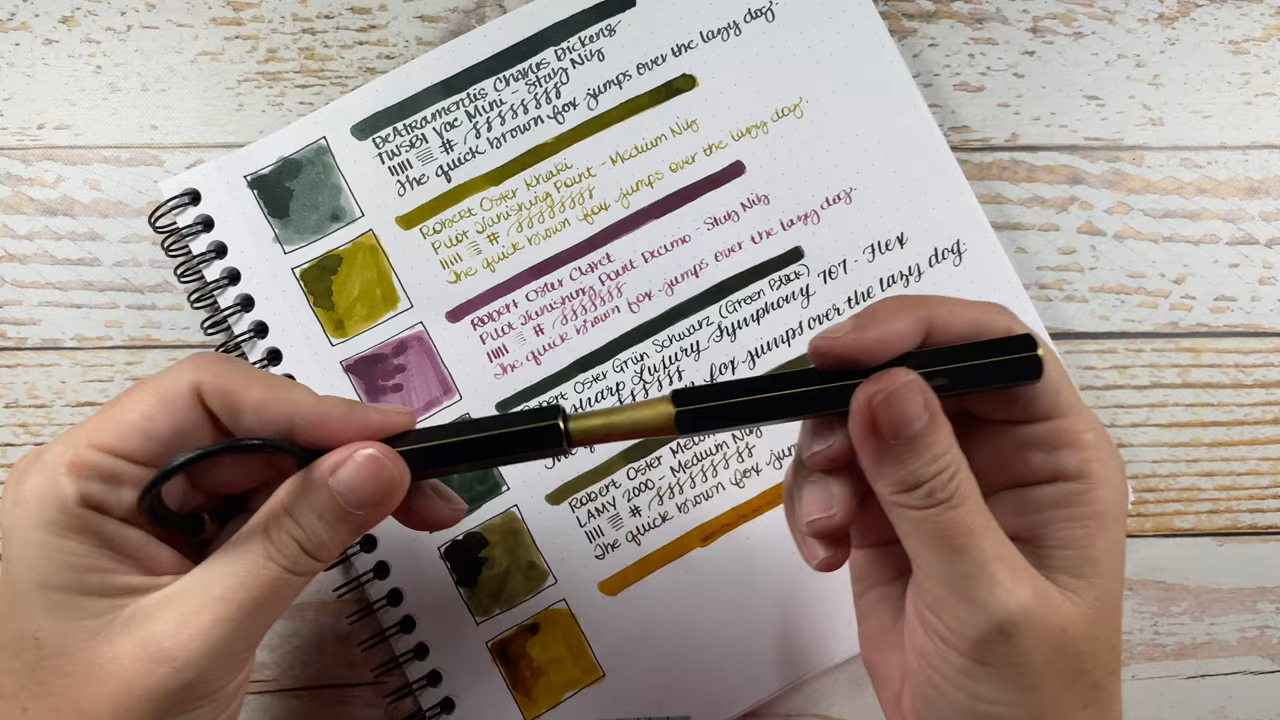 DeAtramentis Charles Dickens
TWSBI Vac Mini - Stub Nib
#
The quick brown fox jumps over the lazy dog.
Robert Oster Khaki
Pilot Vanishing Point - Medium Nib
#
The quick brown fox jumps over the lazy dog.
Robert Oster Claret
Pilot Vanishing Point Decimo - Stub Nib
#
The quick brown fox jumps over the lazy dog.
Robert Oster Grün Schwarz (Green Black)
Luxury Symphony 707 - Flex
fox jumps over the lazy dog
Robert Oster
LAMY 2000 - Medium Nib
#
The quick brown fox